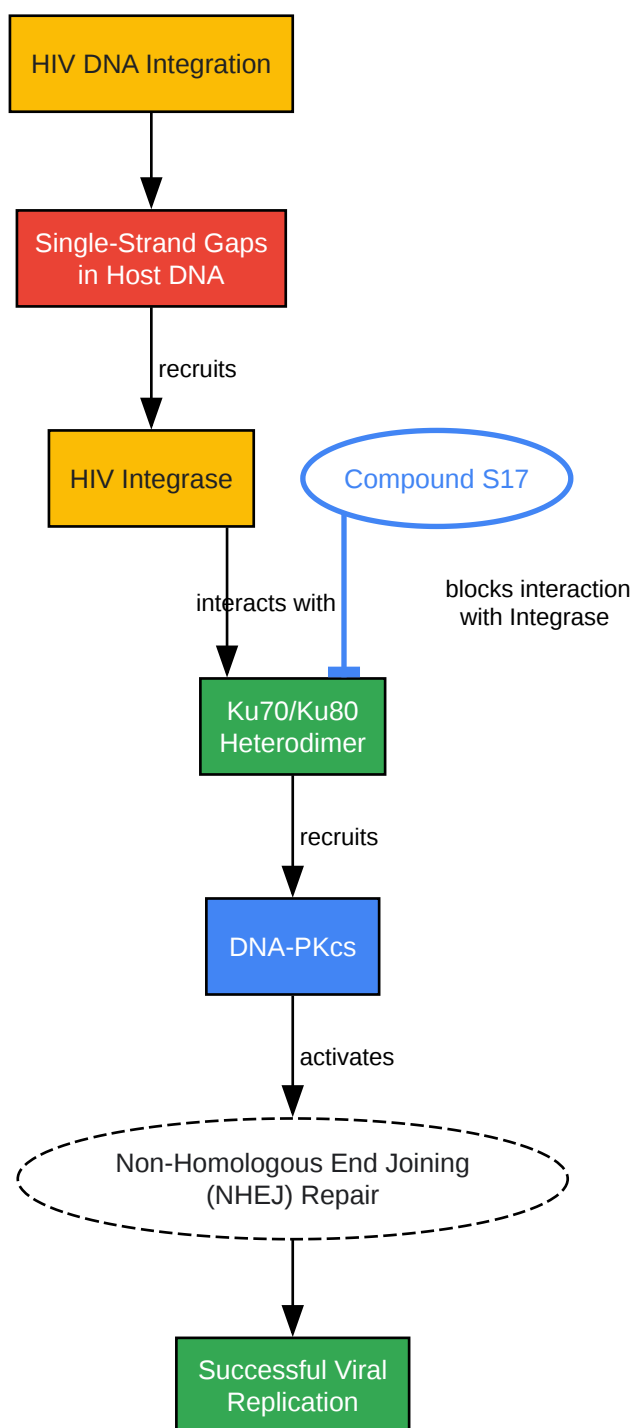 HIV DNA Integration
Single-Strand Gaps
in Host DNA
recruits
HIV Integrase
Compound S17
interacts with
blocks interaction
with Integrase
Ku70/Ku80
Heterodimer
recruits
DNA-PKcs
activates
Non-Homologous End Joining
(NHEJ) Repair
Successful Viral
Replication